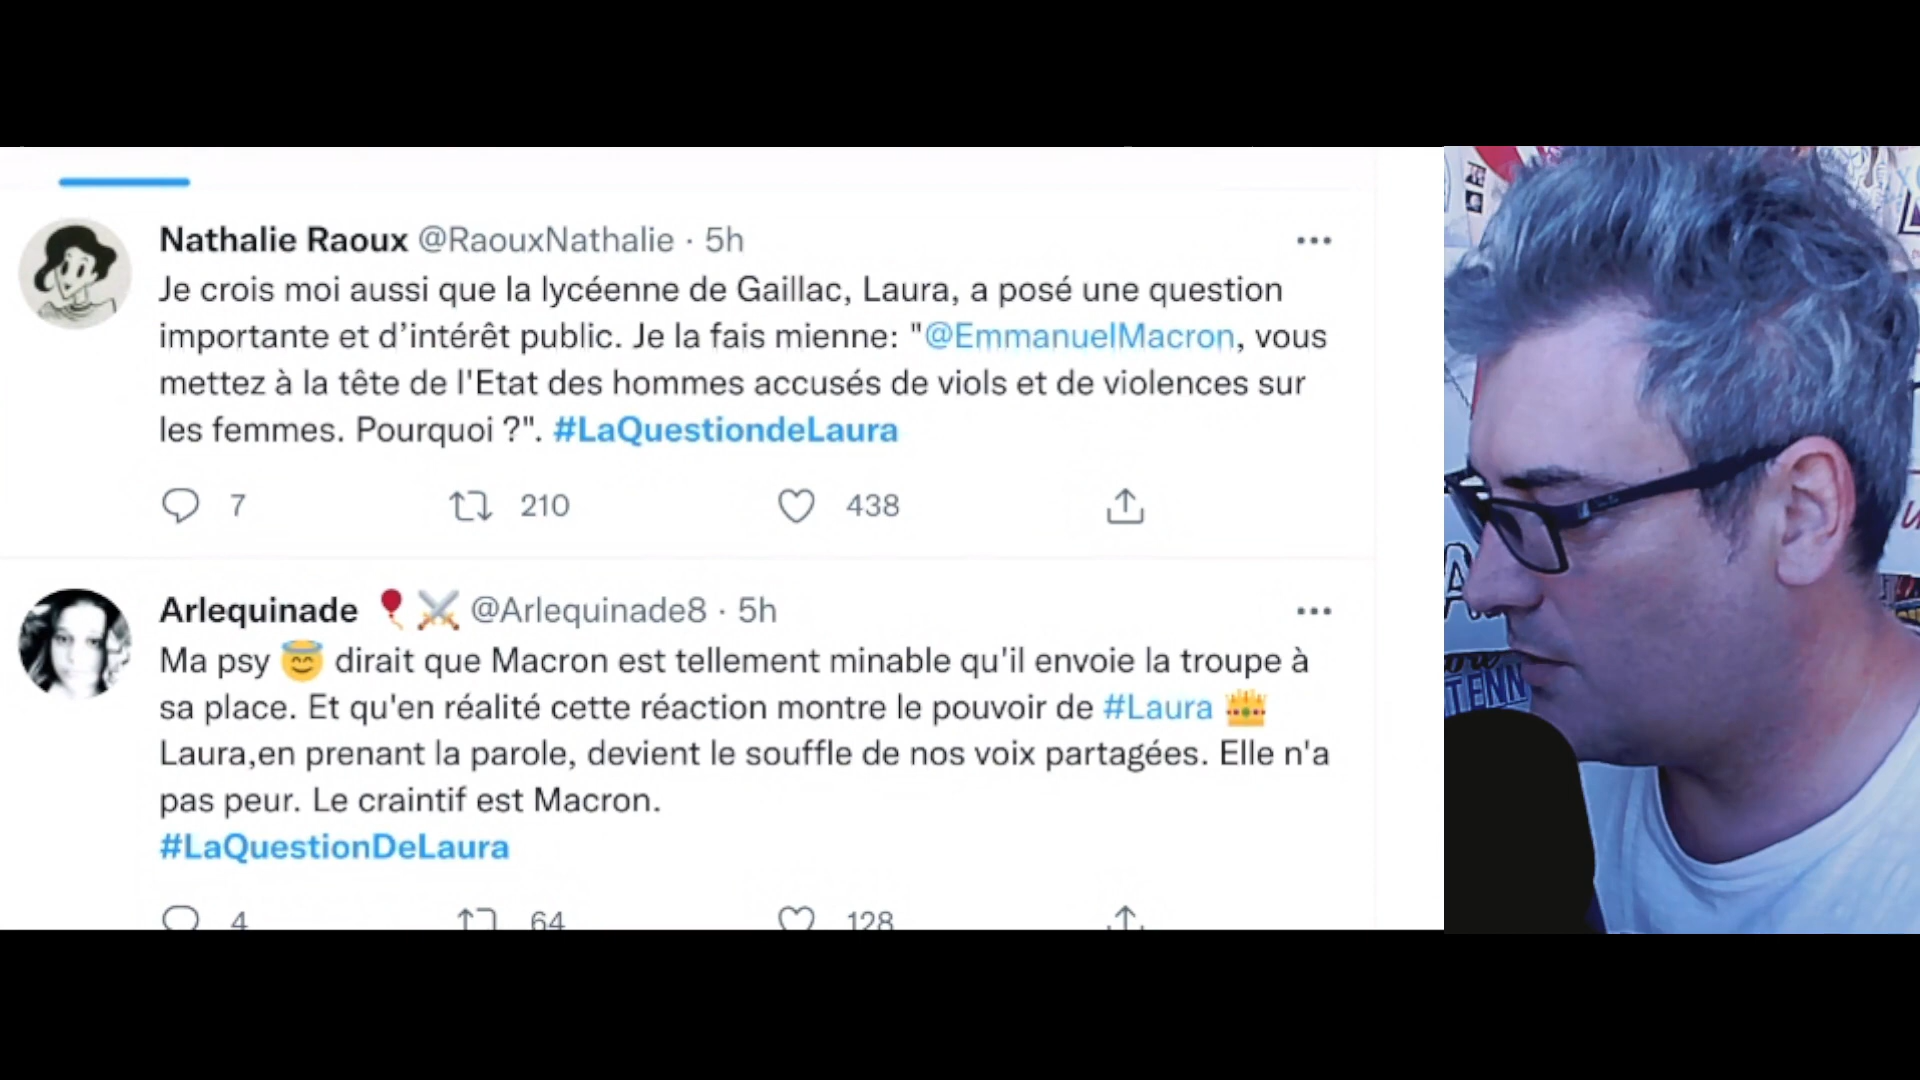 Nathalie Raoux @RaouxNathalie · 5h
Je crois moi aussi que la lycéenne de Gaillac, Laura, a posé une question
importante et d’intérêt public. Je la fais mienne: "@EmmanuelMacron, vous
mettez à la tête de l'Etat des hommes accusés de viols et de violences sur
les femmes. Pourquoi ?". #LaQuestiondeLaura
7 210 438
Arlequinade 🎈⚔️ @Arlequinade8 · 5h
Ma psy 😇 dirait que Macron est tellement minable qu'il envoie la troupe à
sa place. Et qu'en réalité cette réaction montre le pouvoir de #Laura 👑
Laura,en prenant la parole, devient le souffle de nos voix partagées. Elle n'a
pas peur. Le craintif est Macron.
#LaQuestionDeLaura
4 64 128